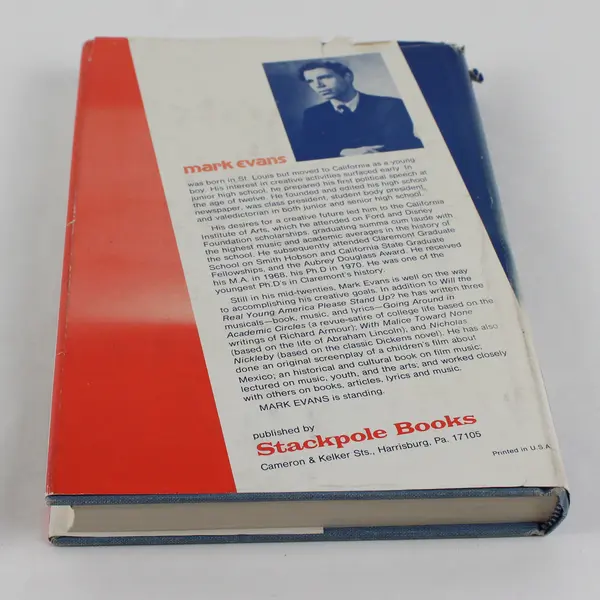 mark evans
was born in St. Louis but moved to California as a young
boy. His interest in creative activities surfaced early. In
junior high school, he prepared his first political speech at
the age of twelve. He founded and edited his high school
newspaper, was class president, student body president,
and valedictorian in both junior and senior high school.
His desires for a creative future led him to the California
Institute of Arts, which he attended on Ford and Disney
Foundation scholarships, graduating summa cum laude with
the highest music and academic averages in the history of
the school. He subsequently attended Claremont Graduate
School on Smith Hobson and California State Graduate
Fellowships, and the Aubrey Douglass Award. He received
his M.A. in 1968, his Ph.D in 1970. He was one of the
youngest Ph.D's in Claremont's history.
Still in his mid-twenties, Mark Evans is well on the way
to accomplishing his creative goals. In addition to Will the
Real Young America Please Stand Up? he has written three
musicals—book, music, and lyrics—Going Around in
Academic Circles (a revue-satire of college life based on the
writings of Richard Armour); With Malice Toward None
(based on the life of Abraham Lincoln); and Nicholas
Nickleby (based on the classic Dickens novel). He has also
done an original screenplay of a children's film about
Mexico; an historical and cultural book on film music;
lectured on music, youth, and the arts; and worked closely
with others on books, articles, lyrics and music.
MARK EVANS is standing.
published by
Stackpole Books
Cameron & Kelker Sts., Harrisburg, Pa. 17105
Printed in U.S.A